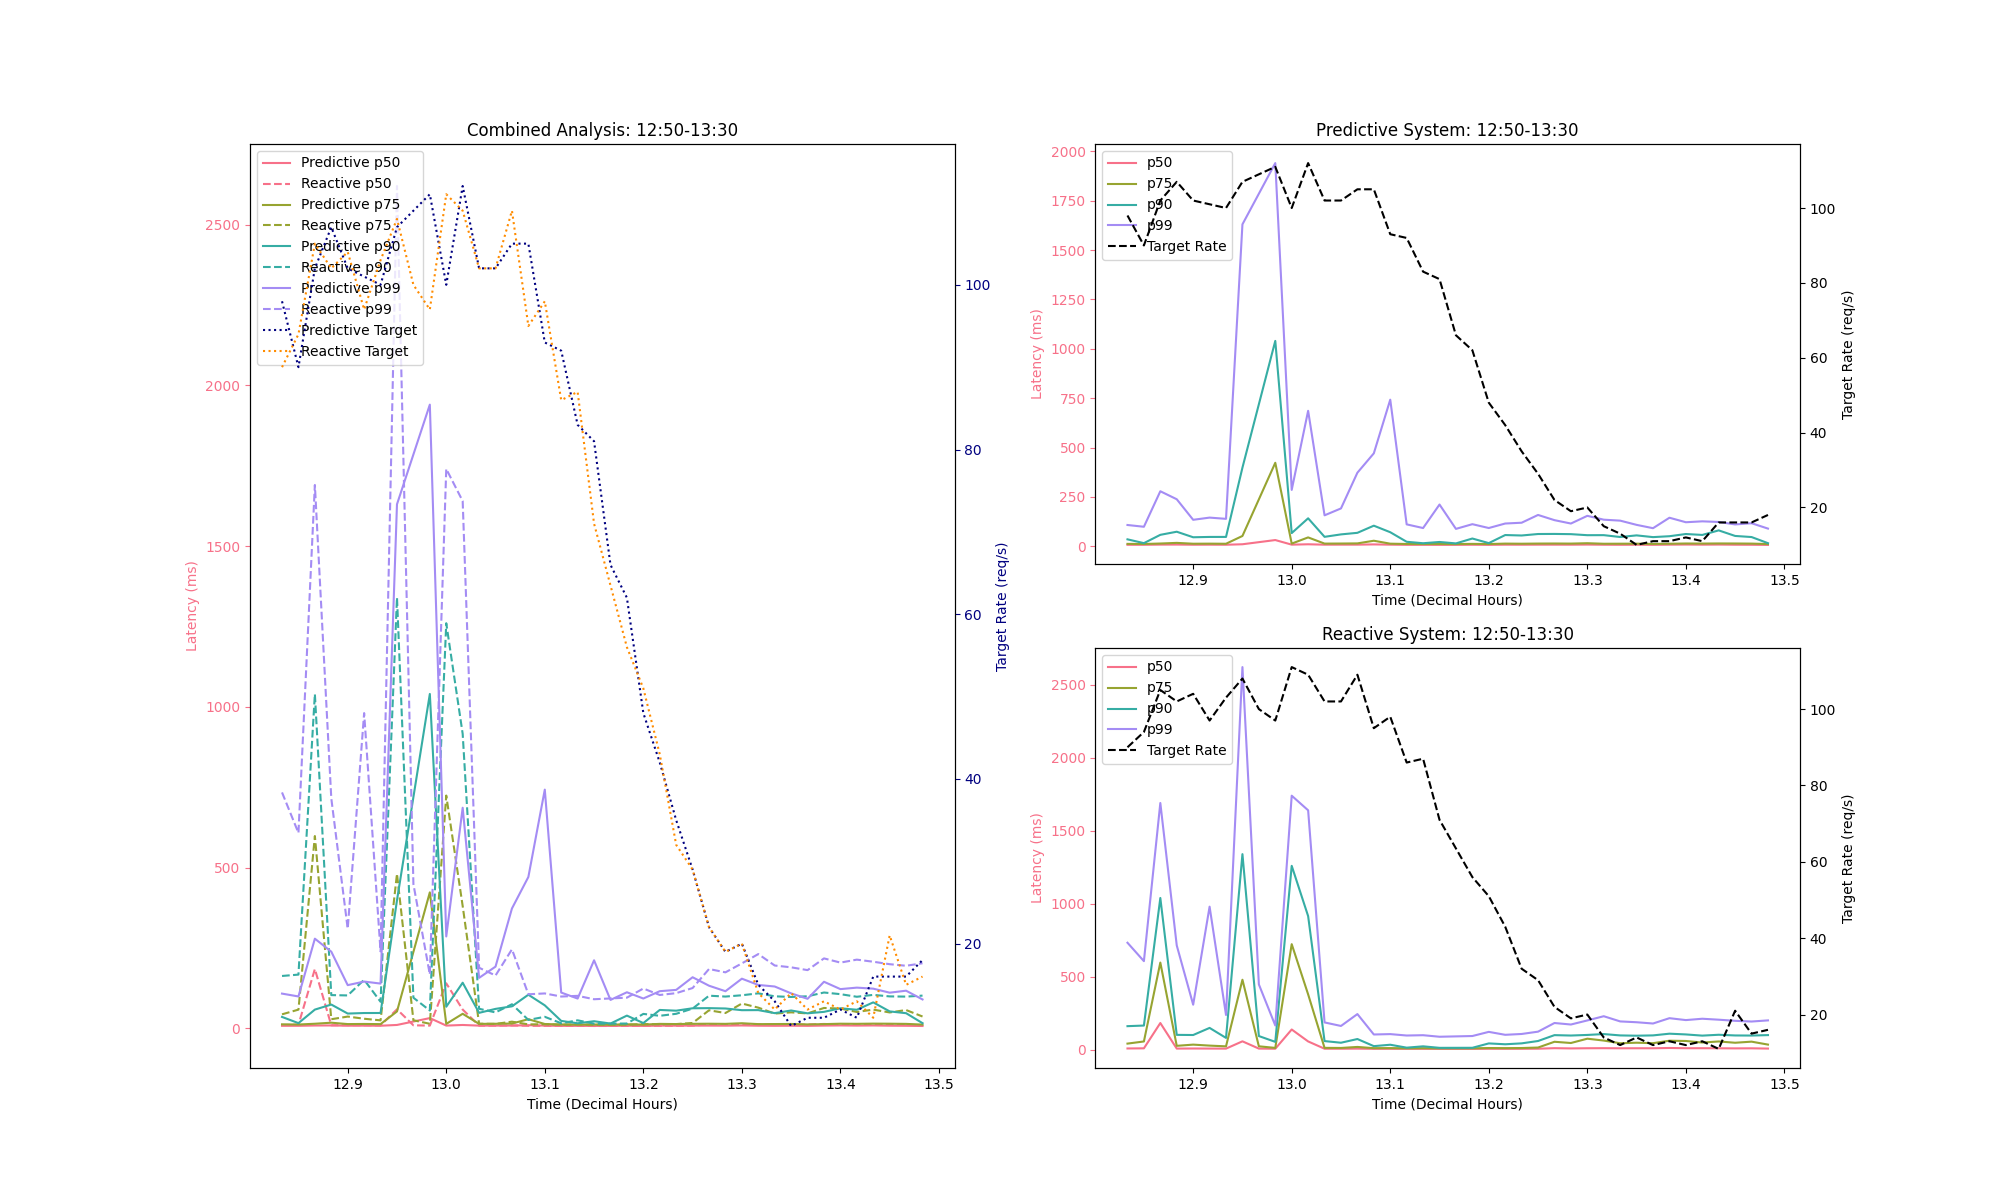 Combined Analysis: 12:50-13:30
Predictive p50
Reactive p50
Predictive p75
Reactive p75
Predictive p90
Reactive p90
Predictive p99
Reactive p99
Predictive Target
Reactive Target
2500
2000
1500
1000
500
0
Latency (ms)
100
80
60
40
20
Target Rate (req/s)
12.9 13.0 13.1 13.2 13.3 13.4 13.5
Time (Decimal Hours)
Predictive System: 12:50-13:30
p50
p75
p90
p99
Target Rate
2000
1750
1500
1250
1000
750
500
250
0
Latency (ms)
100
80
60
40
20
Target Rate (req/s)
12.9 13.0 13.1 13.2 13.3 13.4 13.5
Time (Decimal Hours)
Reactive System: 12:50-13:30
p50
p75
p90
p99
Target Rate
2500
2000
1500
1000
500
0
Latency (ms)
100
80
60
40
20
Target Rate (req/s)
12.9 13.0 13.1 13.2 13.3 13.4 13.5
Time (Decimal Hours)